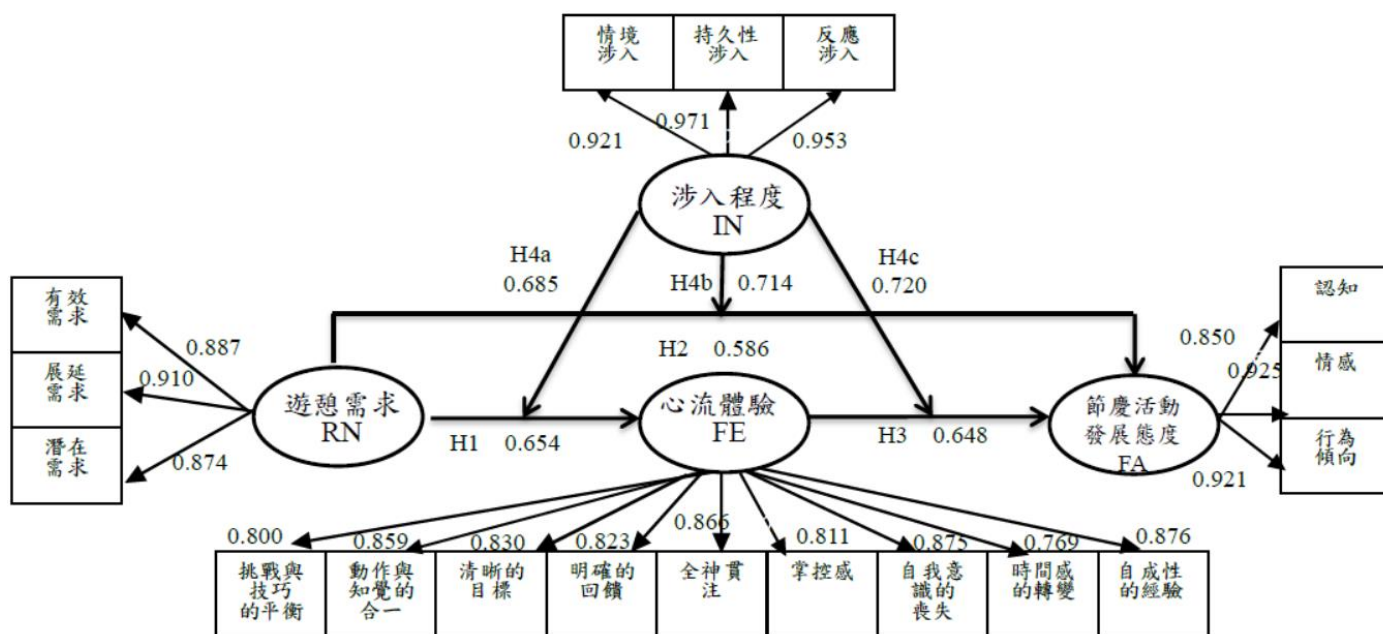 情境
涉入
持久性
涉入
反應
涉入
0.921
0.971
0.953
涉入程度
IN
H4a
0.685
H4b
0.714
H4c
0.720
有效
需求
展延
需求
潛在
需求
0.887
0.910
0.874
遊憩需求
RN
H1
0.654
H2
0.586
心流體驗
FE
H3
0.648
節慶活動
發展態度
FA
0.850
0.925
0.921
認知
情感
行為
傾向
0.800
0.859
0.830
0.823
0.866
0.811
0.875
0.769
0.876
挑戰與
技巧
的平衡
動作與
知覺的
合一
清晰的
目標
明確的
回饋
全神貫
注
掌控感
自我意
識的
喪失
時間感
的轉變
自成性
的經驗